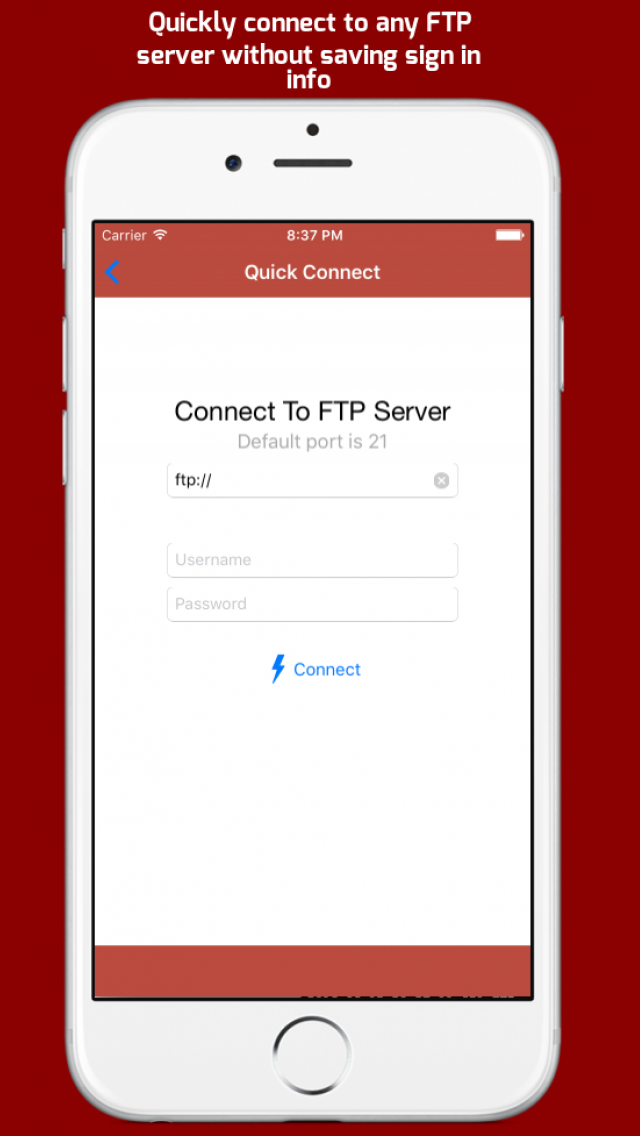 Quickly connect to any FTP
server without saving sign in
info
Carrier 8:37 PM
Quick Connect
Connect To FTP Server
Default port is 21
ftp://
Username
Password
Connect